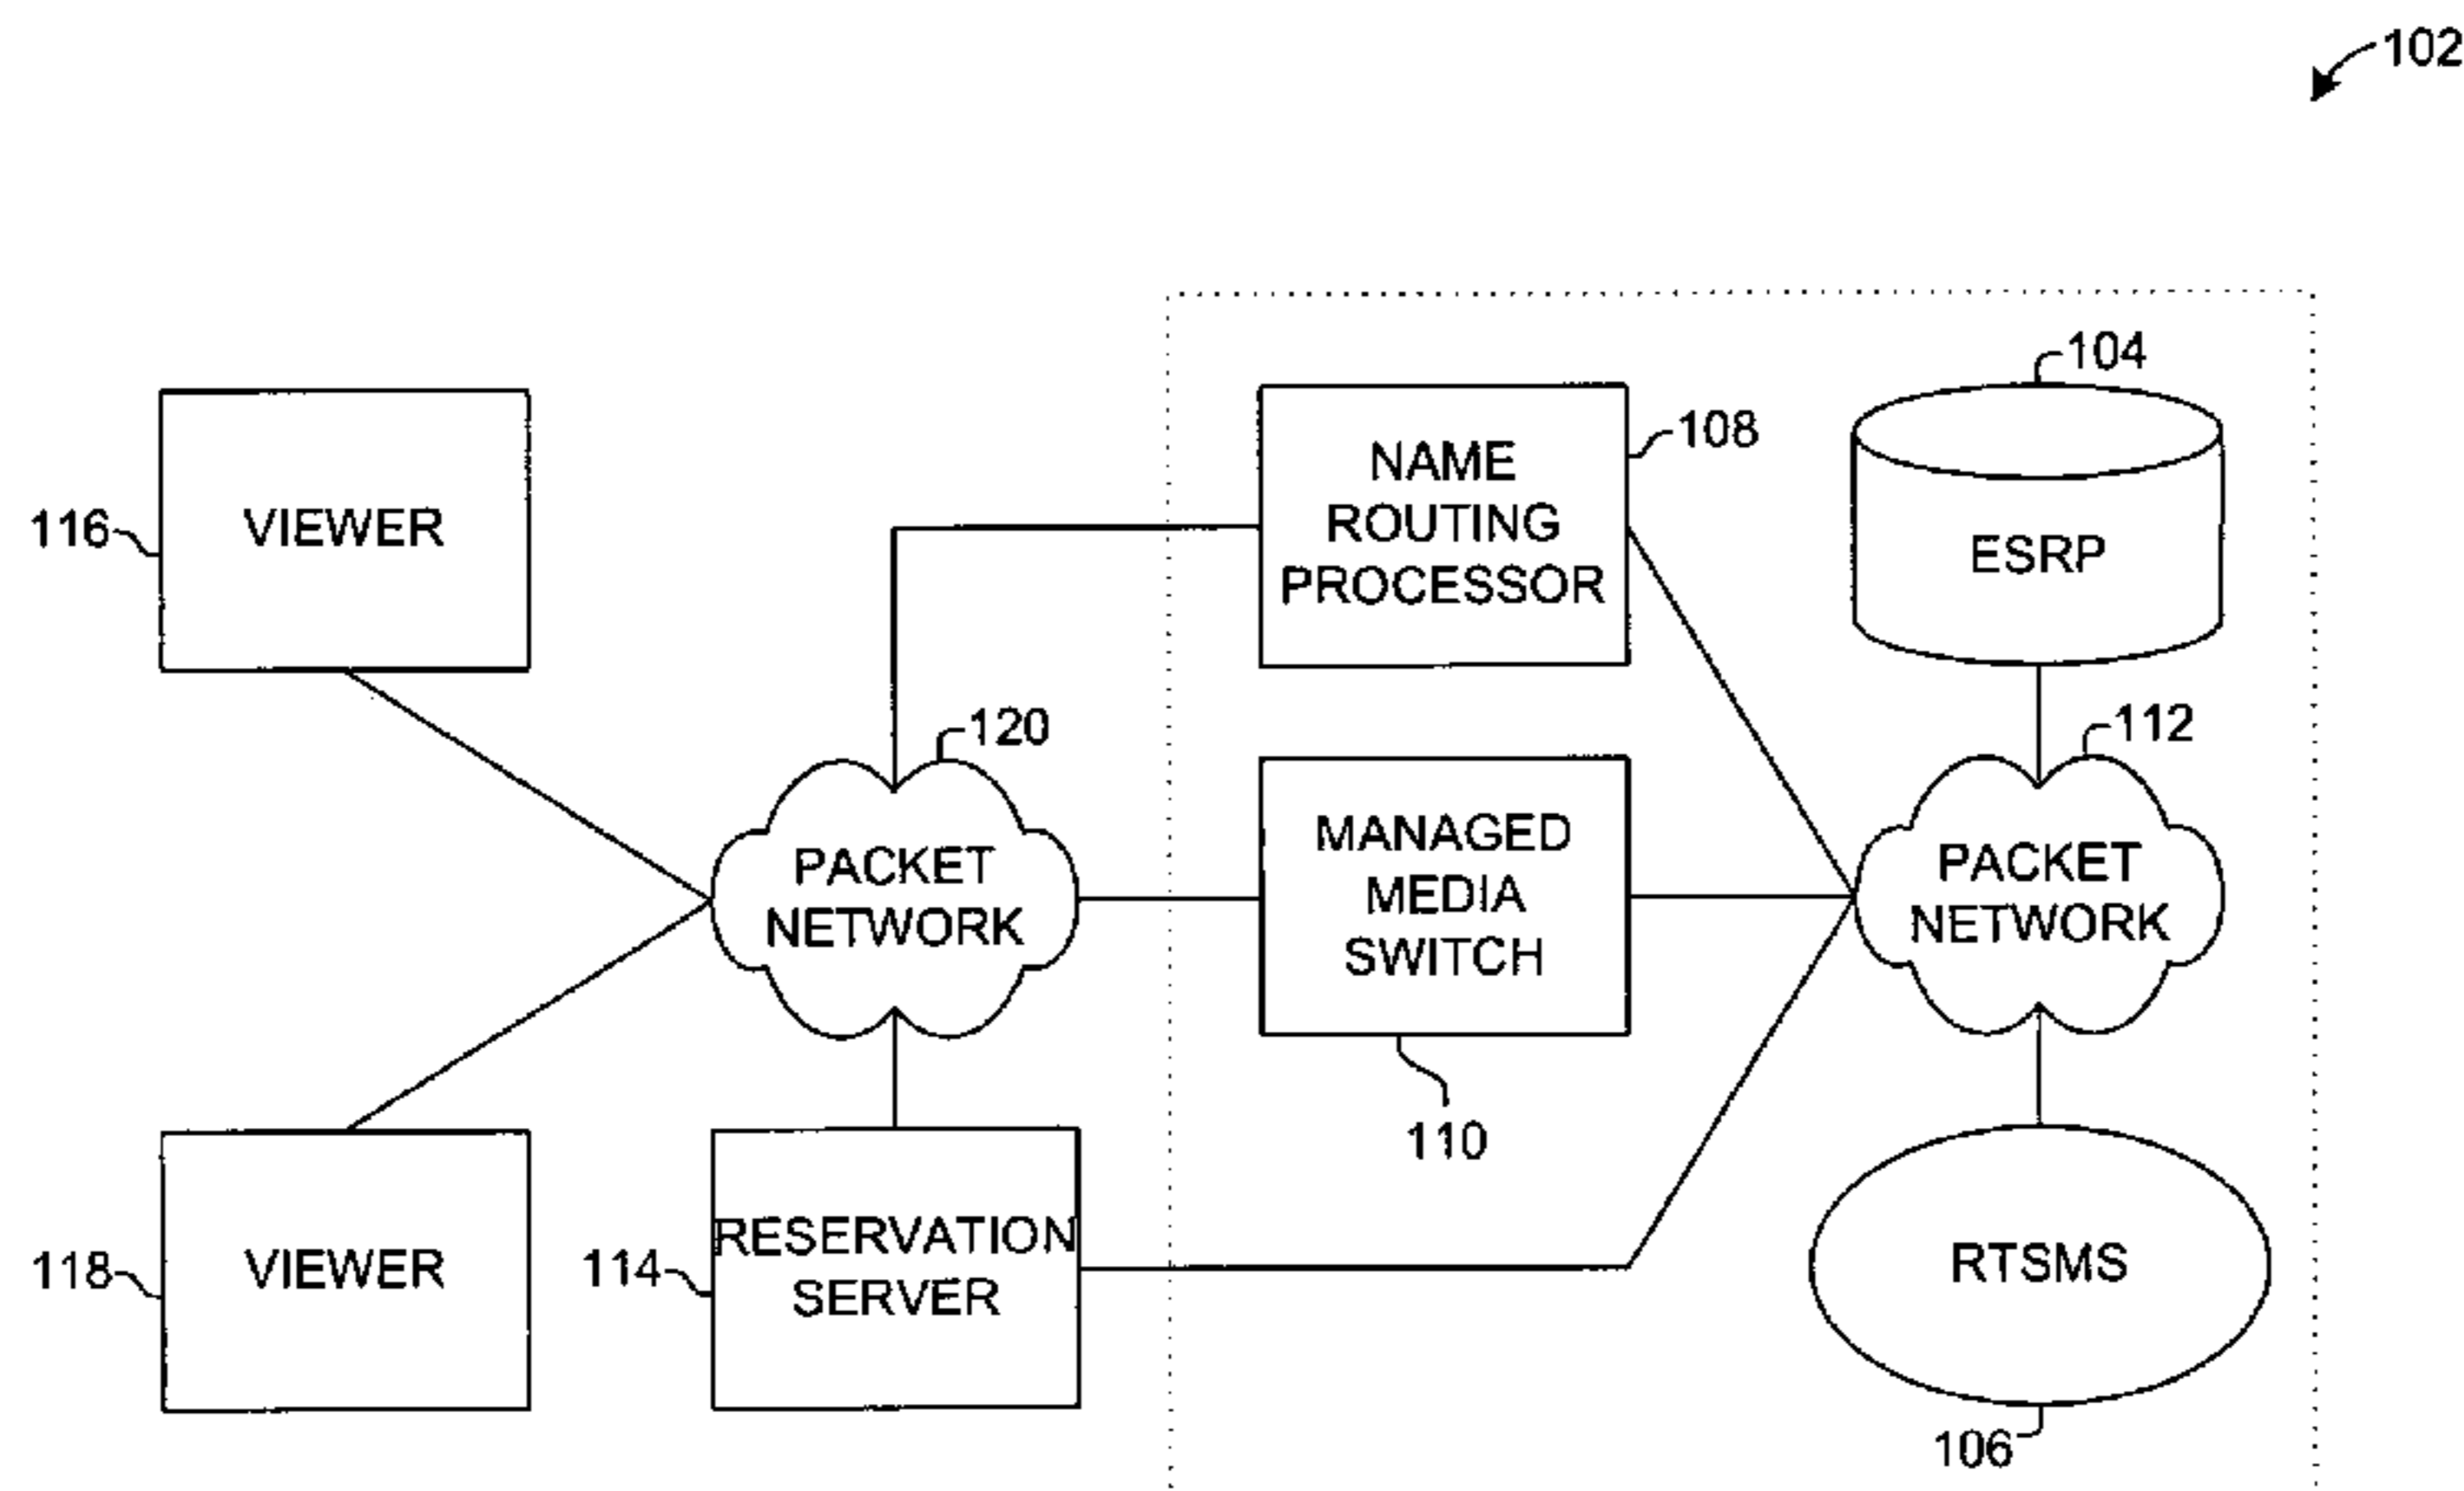 102
104
108
NAME
ROUTING
PROCESSOR
ESRP
116
VIEWER
120
112
PACKET
NETWORK
MANAGED
MEDIA
SWITCH
PACKET
NETWORK
110
118
VIEWER
114
RESERVATION
SERVER
RTSMS
106